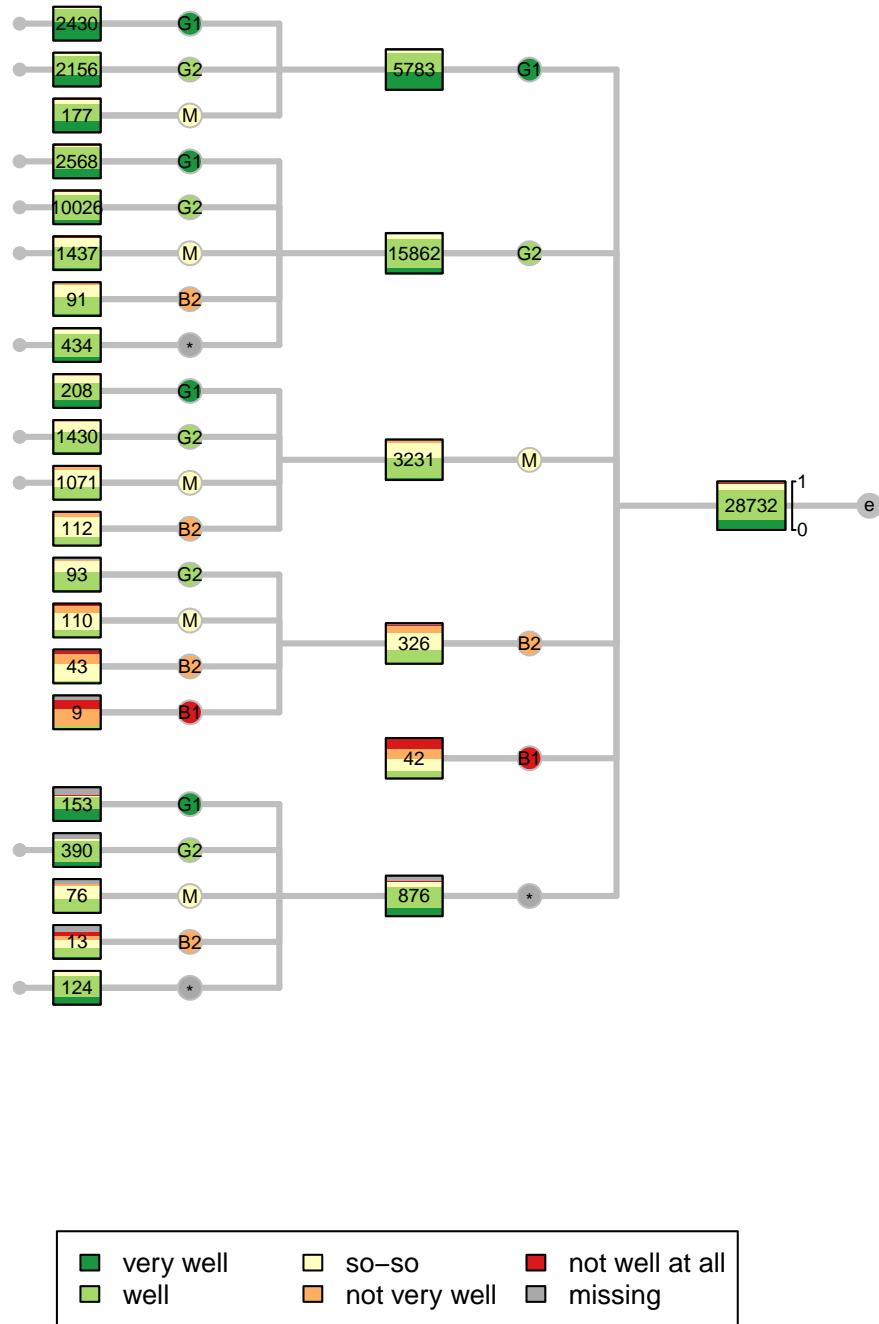 2430 G1
5783 G1
2156 G2
177 M
2568 G1
10026 G2
1437 M
15862 G2
91 B2
434 *
208 G1
1430 G2
3231 M
1071 M
1
28732
e
0
112 B2
93 G2
110 M
326 B2
43 B2
9 B1
42 B1
153 G1
390 G2
76 M
876 *
13 B2
124 *
very well so–so not well at all
well not very well missing